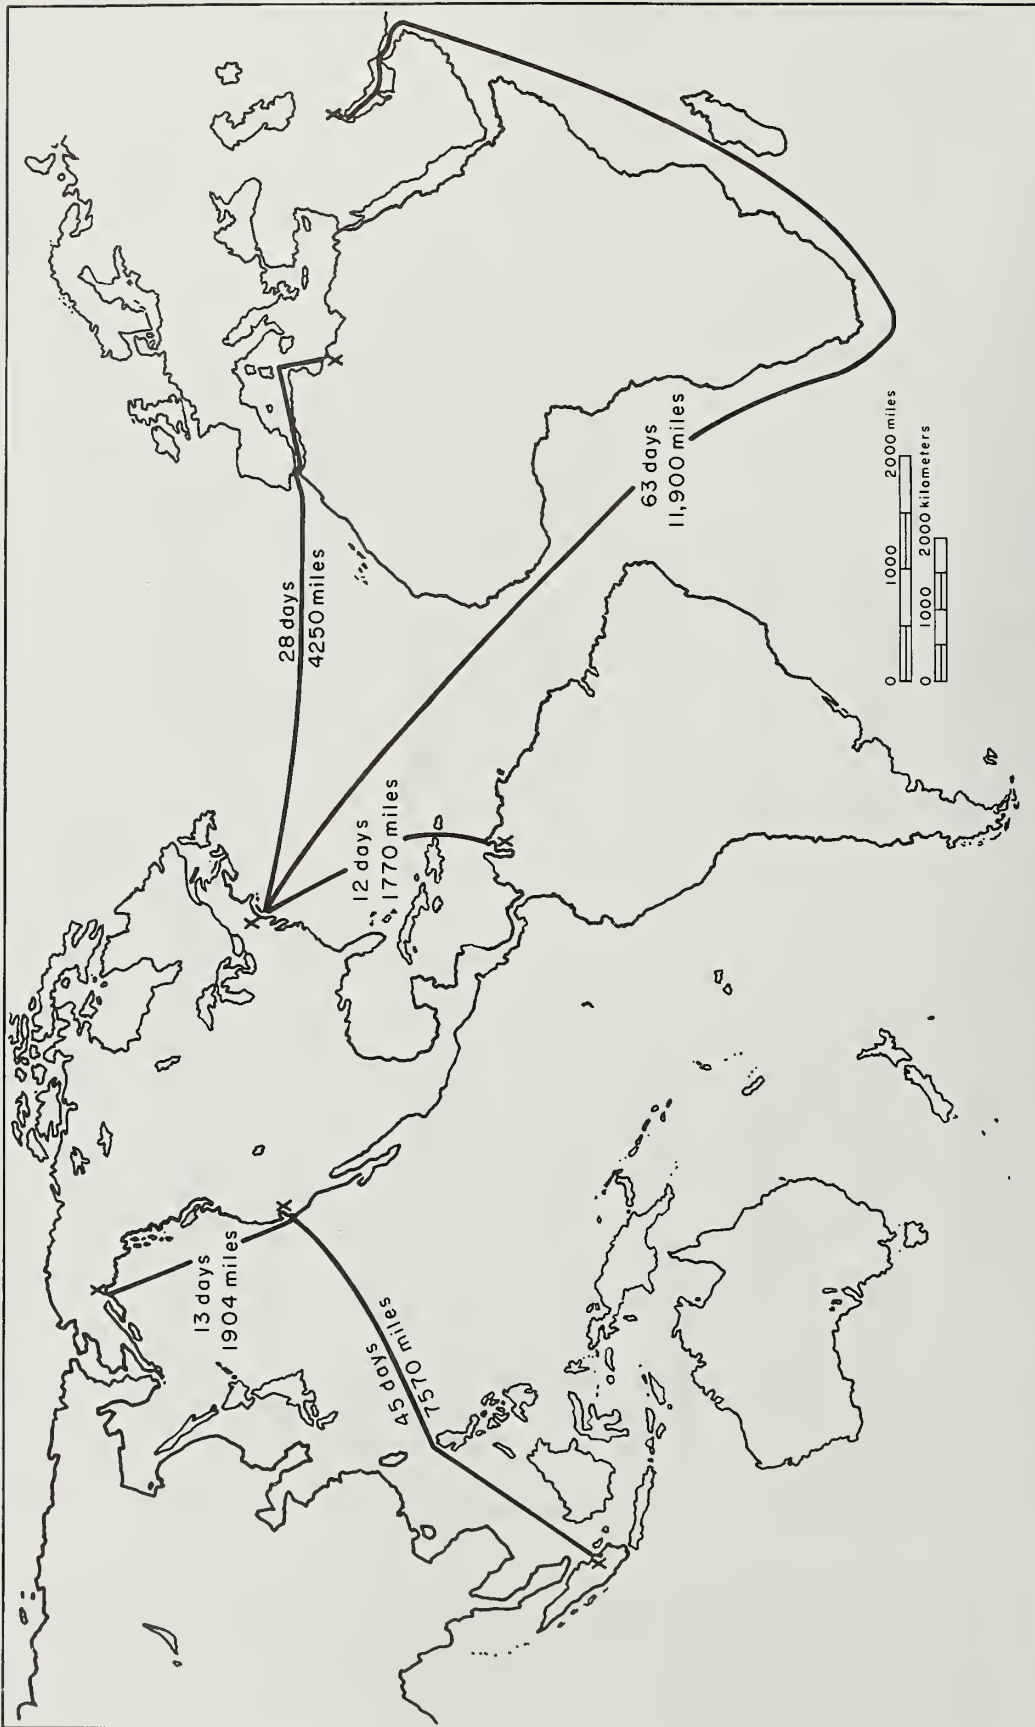 13 days
1904 miles
28 days
4250 miles
12 days
1770 miles
45 days
7570 miles
63 days
11,900 miles
0 1000 2000 miles
0 1000 2000 kilometers